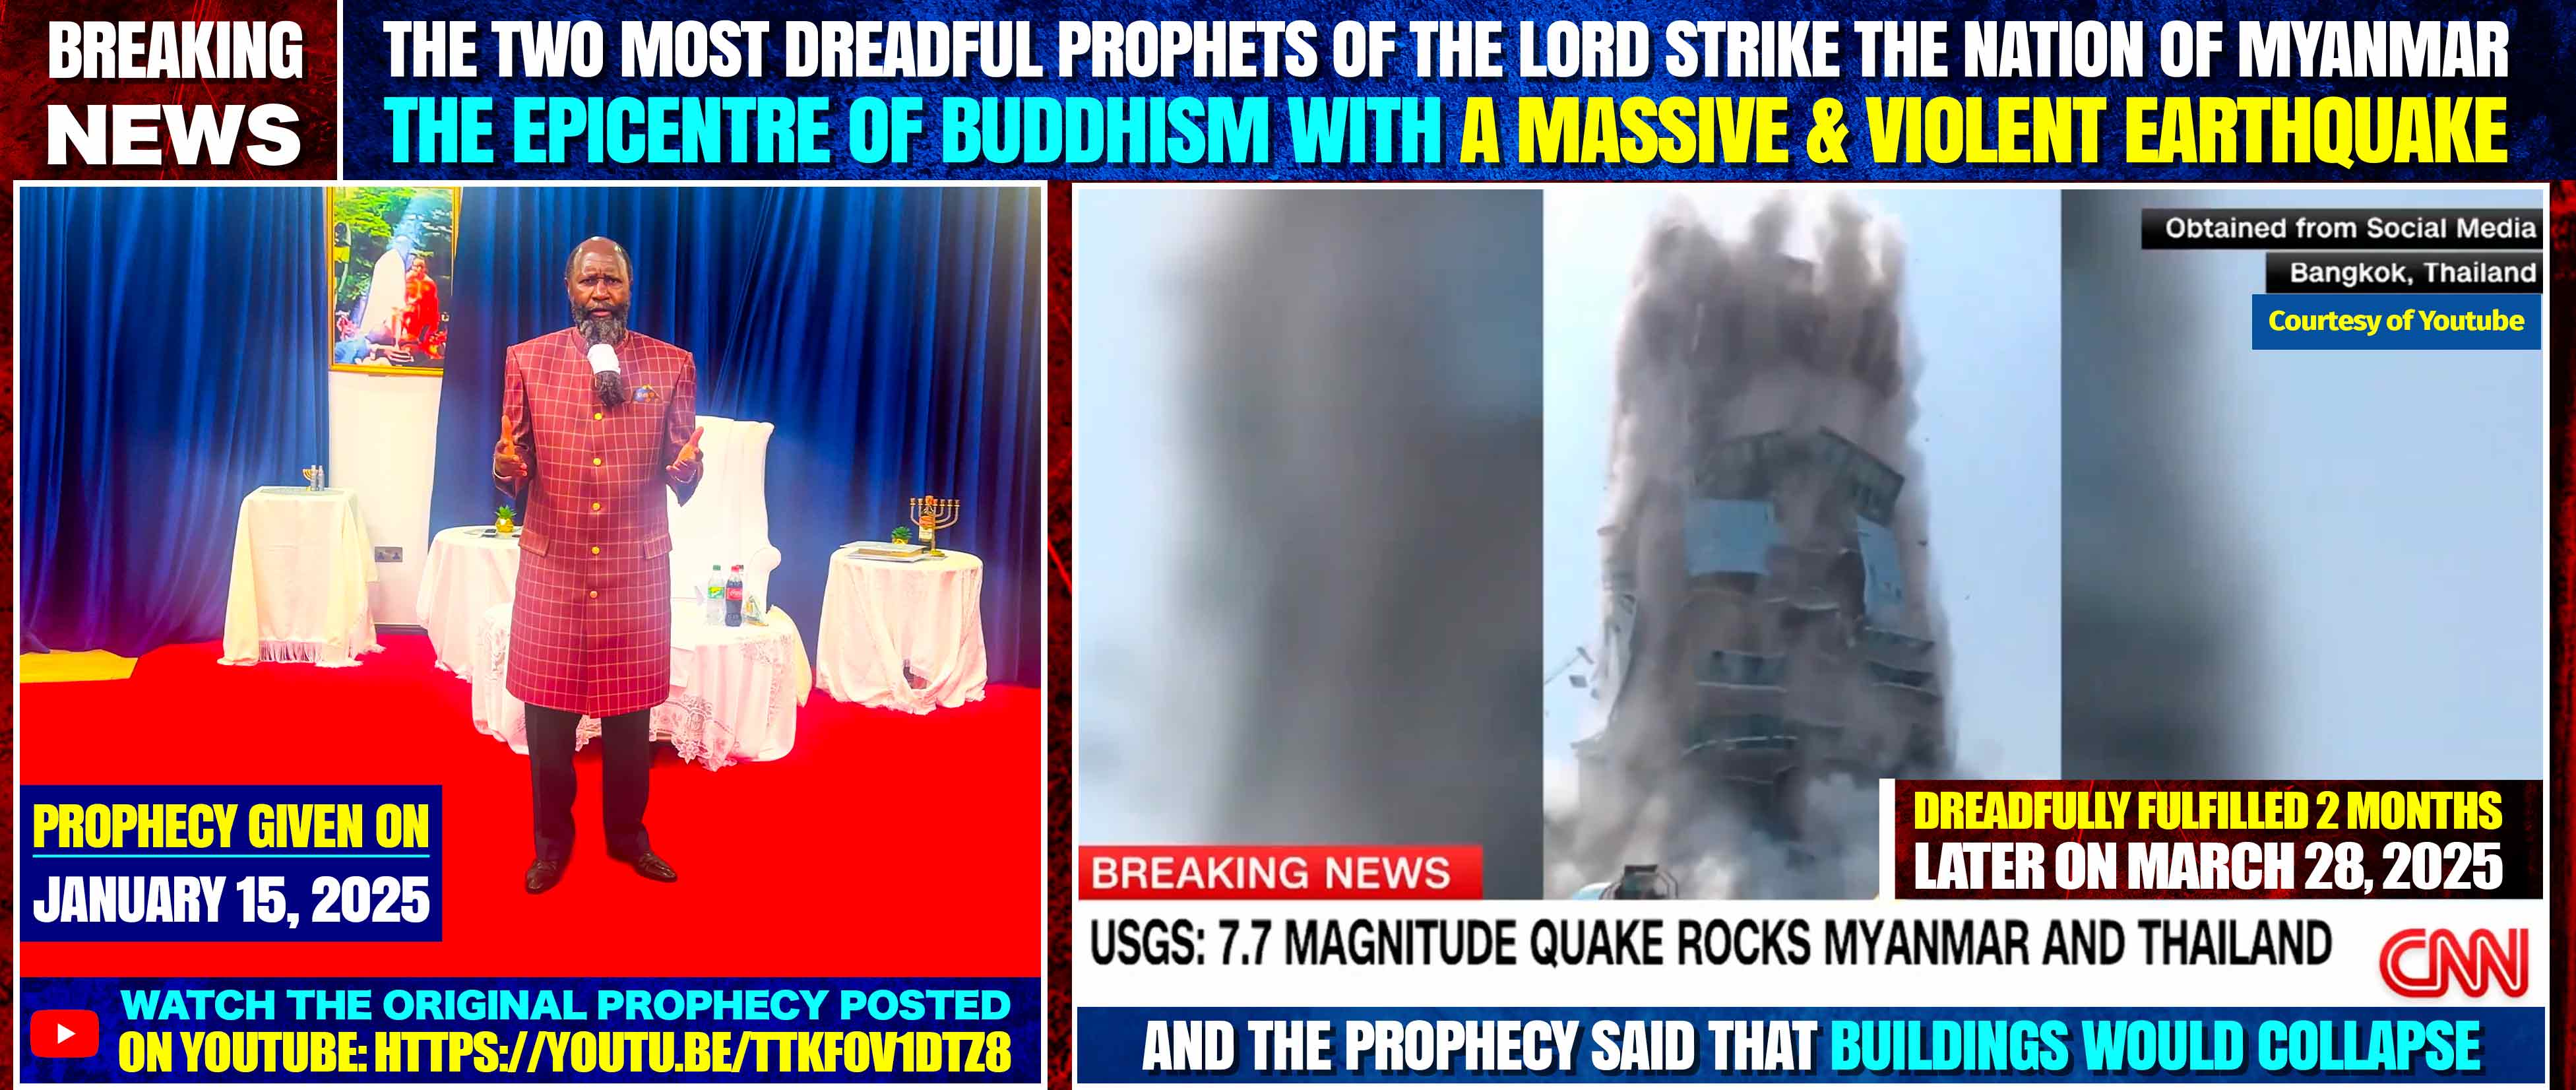 BREAKING
NEWS
THE TWO MOST DREADFUL PROPHETS OF THE LORD STRIKE THE NATION OF MYANMAR
THE EPICENTRE OF BUDDHISM WITH A MASSIVE & VIOLENT EARTHQUAKE
PROPHECY GIVEN ON
JANUARY 15, 2025
WATCH THE ORIGINAL PROPHECY POSTED
ON YOUTUBE: HTTPS://YOUTU.BE/TTKFOV1DTZ8
Obtained from Social Media
Bangkok, Thailand
Courtesy of Youtube
DREADFULLY FULFILLED 2 MONTHS
LATER ON MARCH 28, 2025
BREAKING NEWS
USGS: 7.7 MAGNITUDE QUAKE ROCKS MYANMAR AND THAILAND
CNN
AND THE PROPHECY SAID THAT BUILDINGS WOULD COLLAPSE